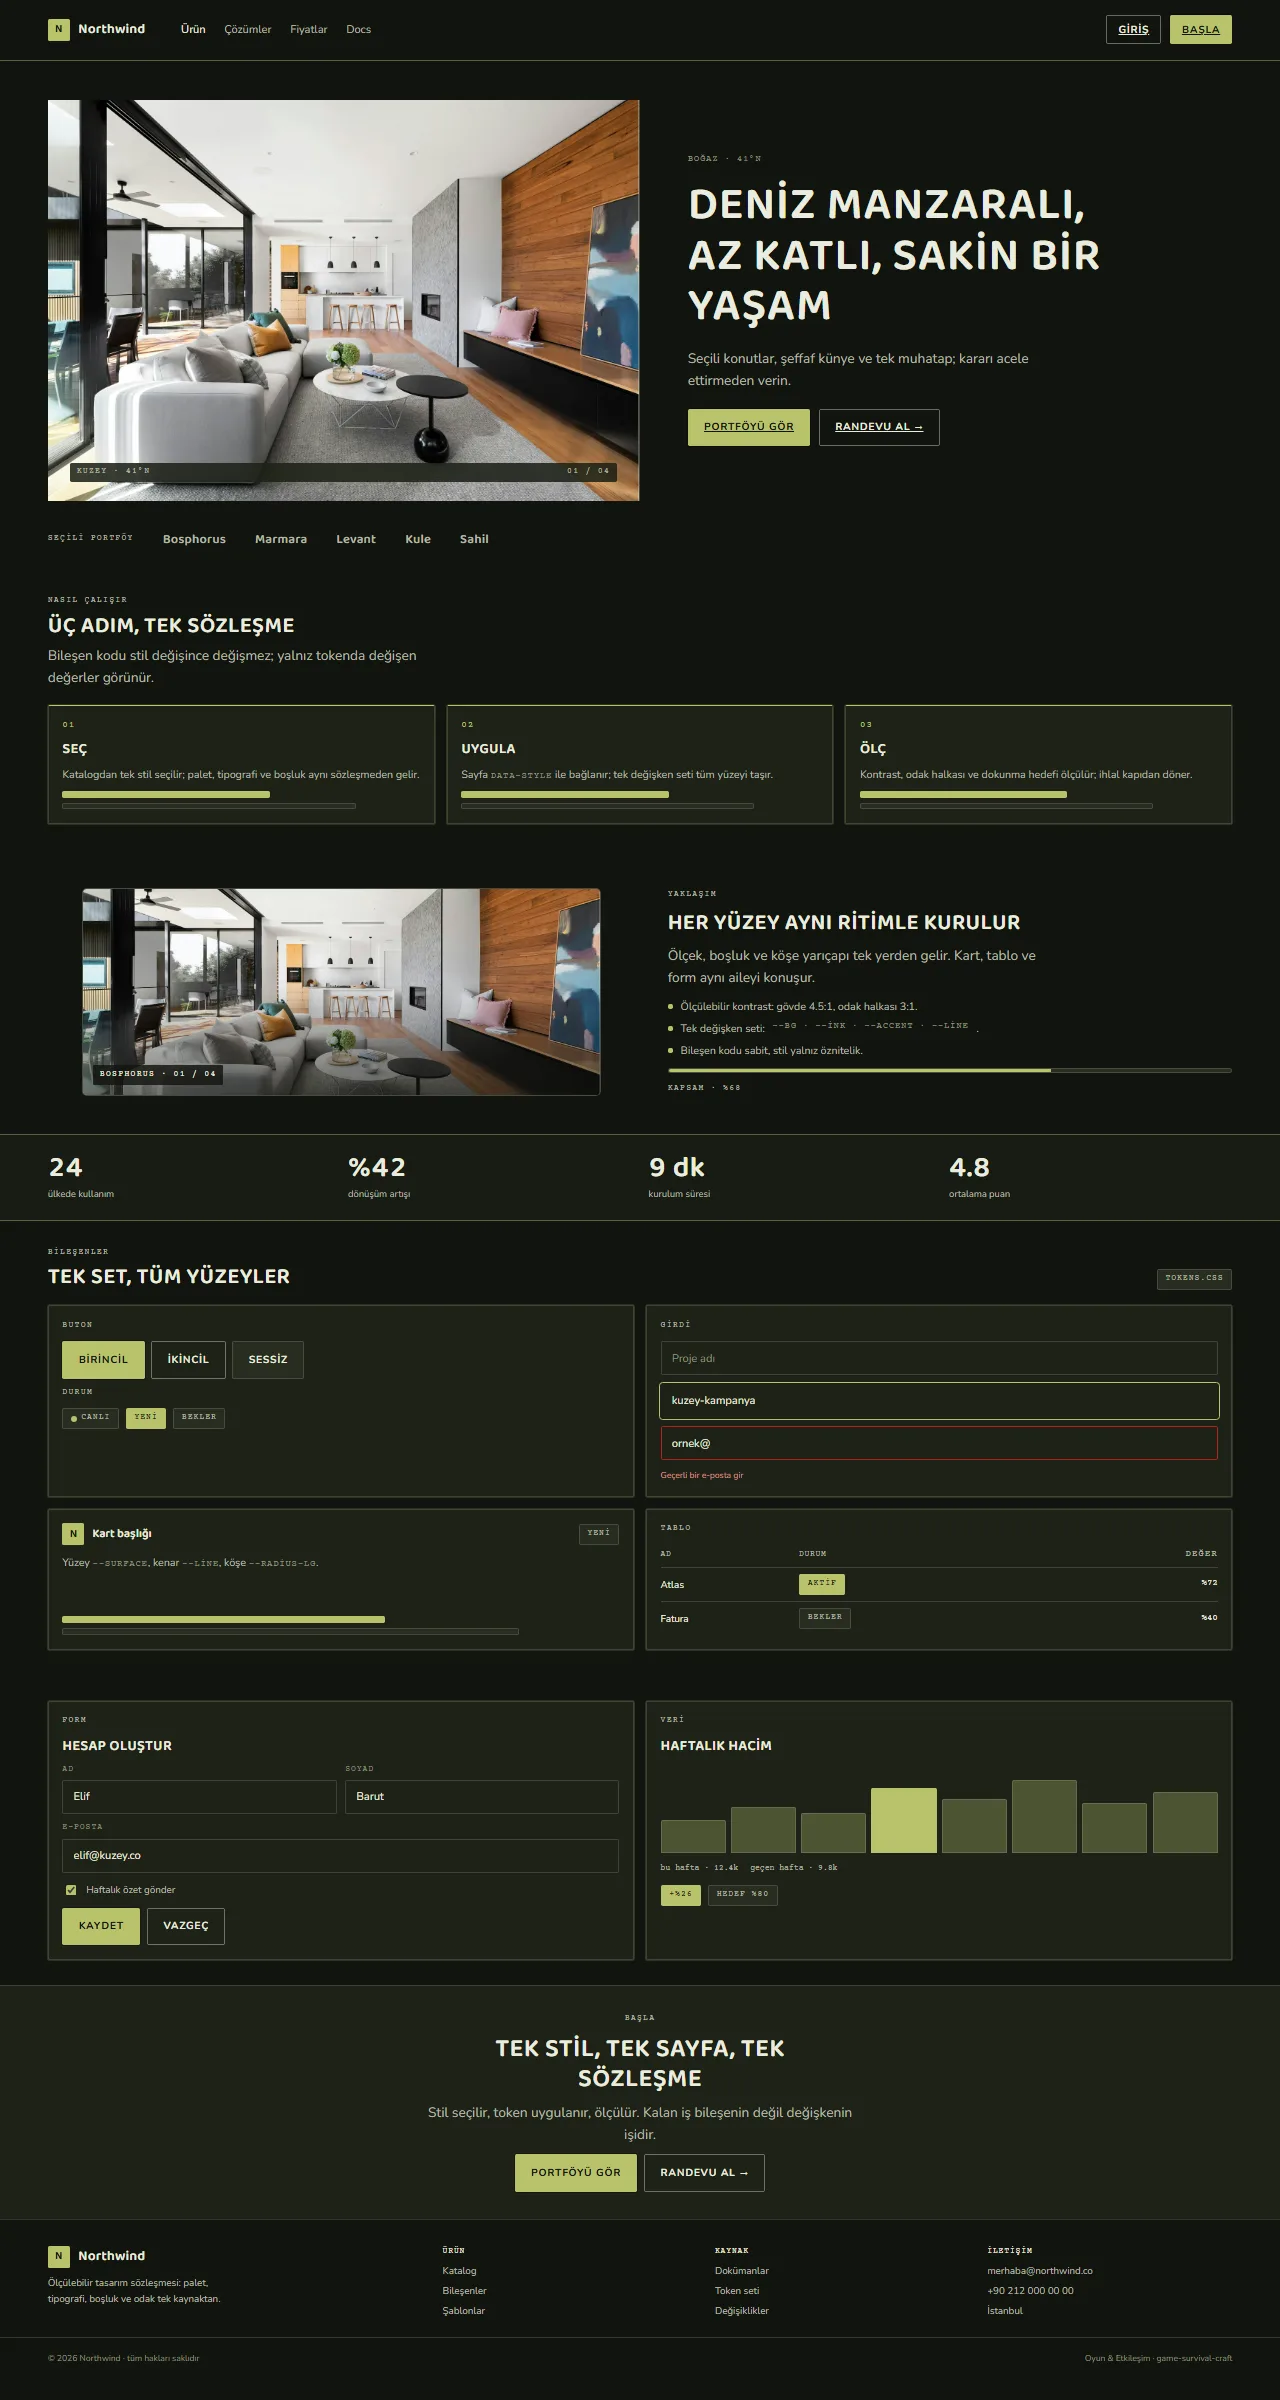 N Northwind Ürün Çözümler Fiyatlar Docs GİRİŞ BAŞLA
BOĞAZ · 41°N
DENİZ MANZARALI,
AZ KATLI, SAKİN BİR
YAŞAM
Seçili konutlar, şeffaf künye ve tek muhatap; kararı acele
ettirmeden verin.
PORTFÖYÜ GÖR RANDEVU AL →
KUZEY · 41°N 01 / 04
SEÇİLİ PORTFÖY Bosphorus Marmara Levant Kule Sahil
NASIL ÇALIŞIR
ÜÇ ADIM, TEK SÖZLEŞME
Bileşen kodu stil değişince değişmez; yalnız tokenda değişen
değerler görünür.
01
SEÇ
Katalogdan tek stil seçilir; palet, tipografi ve boşluk aynı sözleşmeden gelir.
02
UYGULA
Sayfa DATA-STYLE ile bağlanır; tek değişken seti tüm yüzeyi taşır.
03
ÖLÇ
Kontrast, odak halkası ve dokunma hedefi ölçülür; ihlal kapıdan döner.
BOSPHORUS · 01 / 04
YAKLAŞIM
HER YÜZEY AYNI RİTİMLE KURULUR
Ölçek, boşluk ve köşe yarıçapı tek yerden gelir. Kart, tablo ve
form aynı aileyi konuşur.
Ölçülebilir kontrast: gövde 4.5:1, odak halkası 3:1.
Tek değişken seti: --BG · --İNK · --ACCENT · --LİNE .
Bileşen kodu sabit, stil yalnız öznitelik.
KAPSAM · %68
24 %42 9 dk 4.8
ülkede kullanım dönüşüm artışı kurulum süresi ortalama puan
BİLEŞENLER
TEK SET, TÜM YÜZEYLER
TOKENS.CSS
BUTON
BİRİNCİL İKİNCİL SESSİZ
DURUM
CANLI YENİ BEKLER
GİRDİ
Proje adı
kuzey-kampanya
ornek@
Geçerli bir e-posta gir
N Kart başlığı YENİ
Yüzey --SURFACE, kenar --LİNE, köşe --RADİUS-LG.
TABLO
AD DURUM DEĞER
Atlas AKTİF %72
Fatura BEKLER %40
FORM
HESAP OLUŞTUR
AD SOYAD
Elif Barut
E-POSTA
elif@kuzey.co
Haftalık özet gönder
KAYDET VAZGEÇ
VERİ
HAFTALIK HACİM
bu hafta · 12.4k geçen hafta · 9.8k
+%26 HEDEF %80
BAŞLA
TEK STİL, TEK SAYFA, TEK
SÖZLEŞME
Stil seçilir, token uygulanır, ölçülür. Kalan iş bileşenin değil değişkenin
işidir.
PORTFÖYÜ GÖR RANDEVU AL →
N Northwind
Ölçülebilir tasarım sözleşmesi: palet,
tipografi, boşluk ve odak tek kaynaktan.
ÜRÜN
Katalog
Bileşenler
Şablonlar
KAYNAK
Dokümanlar
Token seti
Değişiklikler
İLETİŞİM
merhaba@northwind.co
+90 212 000 00 00
İstanbul
© 2026 Northwind · tüm hakları saklıdır Oyun & Etkileşim · game-survival-craft